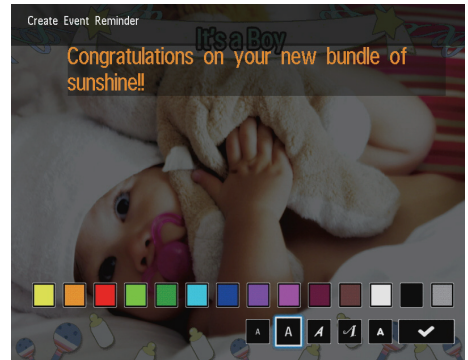 Create Event Reminder
It's a Boy
Congratulations on your new bundle of
sunshine!!
A A A A A